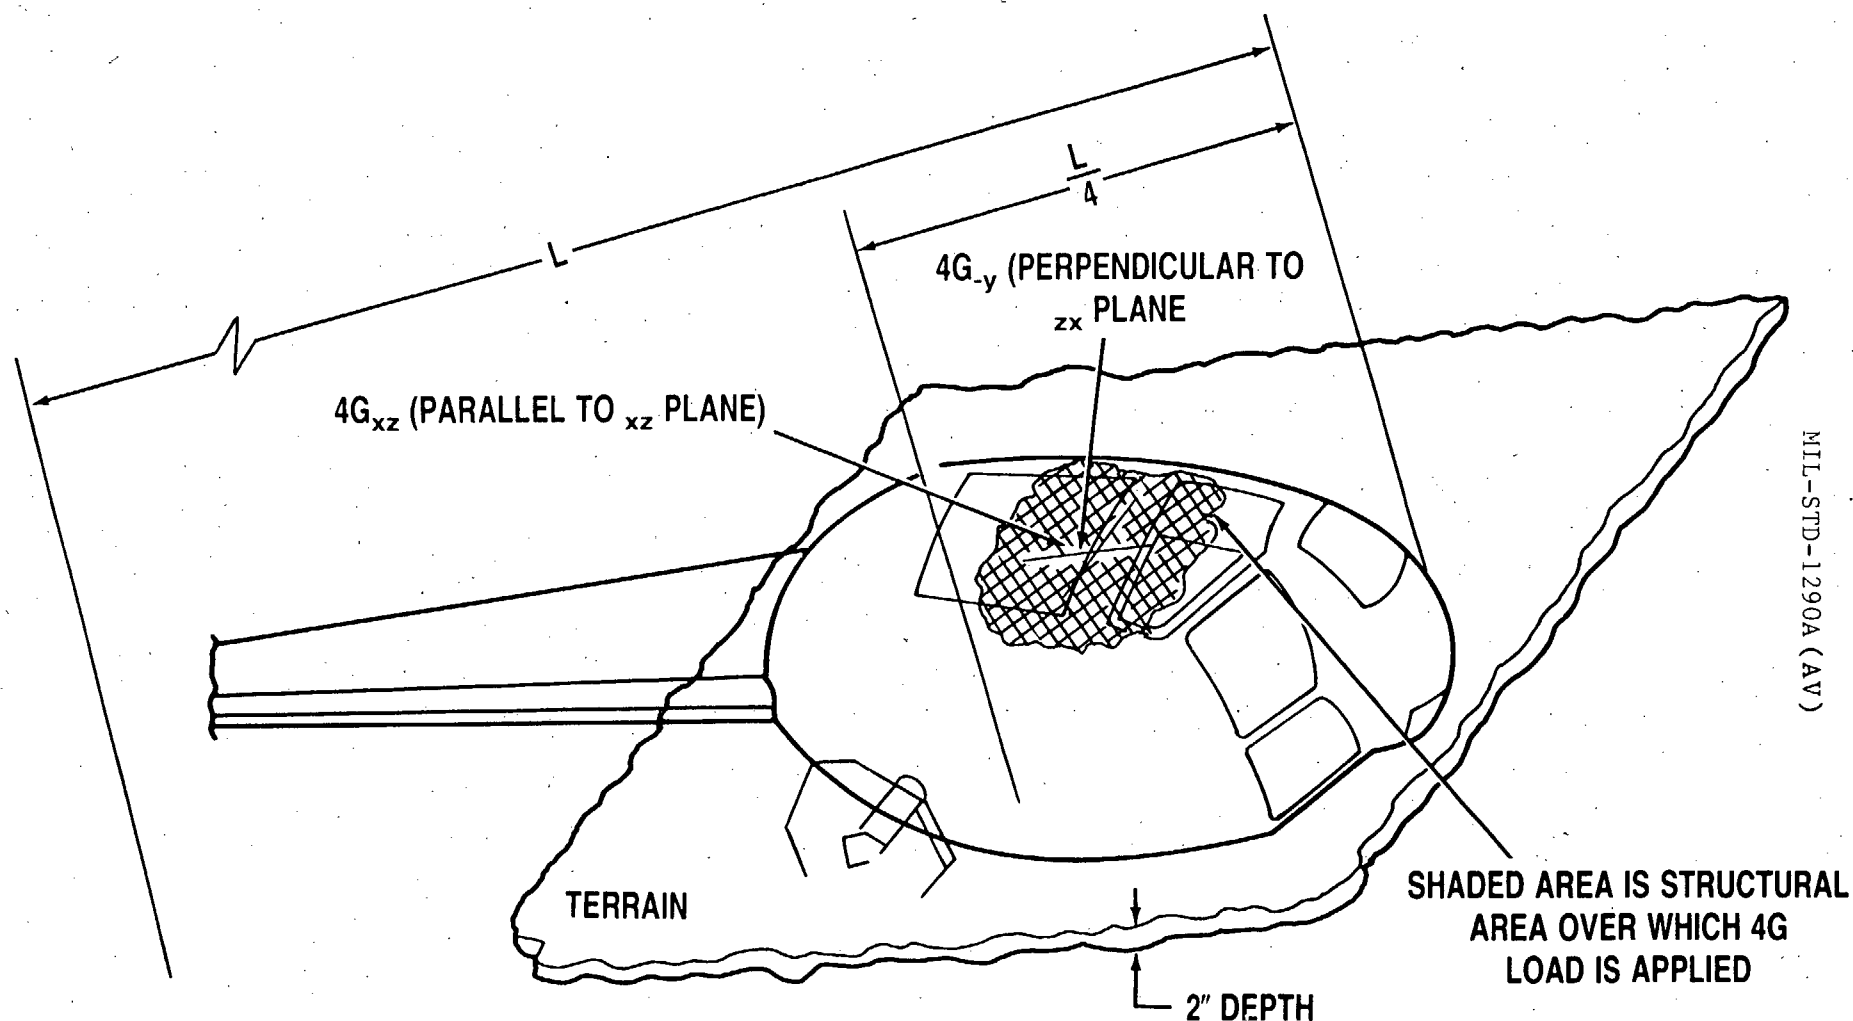 L
L
4
4G-y (PERPENDICULAR TO
zx PLANE
4Gxz (PARALLEL TO xz PLANE)
MIL-STD-1290A(AV)
TERRAIN
SHADED AREA IS STRUCTURAL
AREA OVER WHICH 4G
LOAD IS APPLIED
2" DEPTH